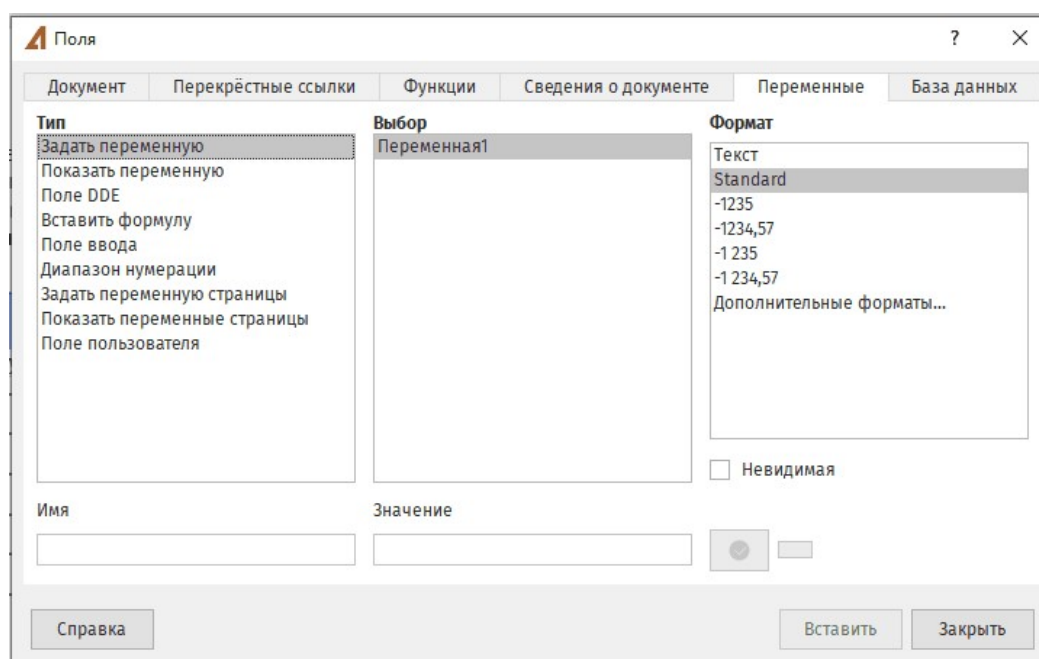 Поля
?
Документ
Перекрёстные ссылки
Функции
Сведения о документе
Переменные
База данных
Тип
Задать переменную
Показать переменную
Поле DDE
Вставить формулу
Поле ввода
Диапазон нумерации
Задать переменную страницы
Показать переменные страницы
Поле пользователя
Выбор
Переменная1
Формат
Текст
Standard
-1235
-1234,57
-1 235
-1 234,57
Дополнительные форматы...
Невидимая
Имя
Значение
Справка
Вставить
Закрыть